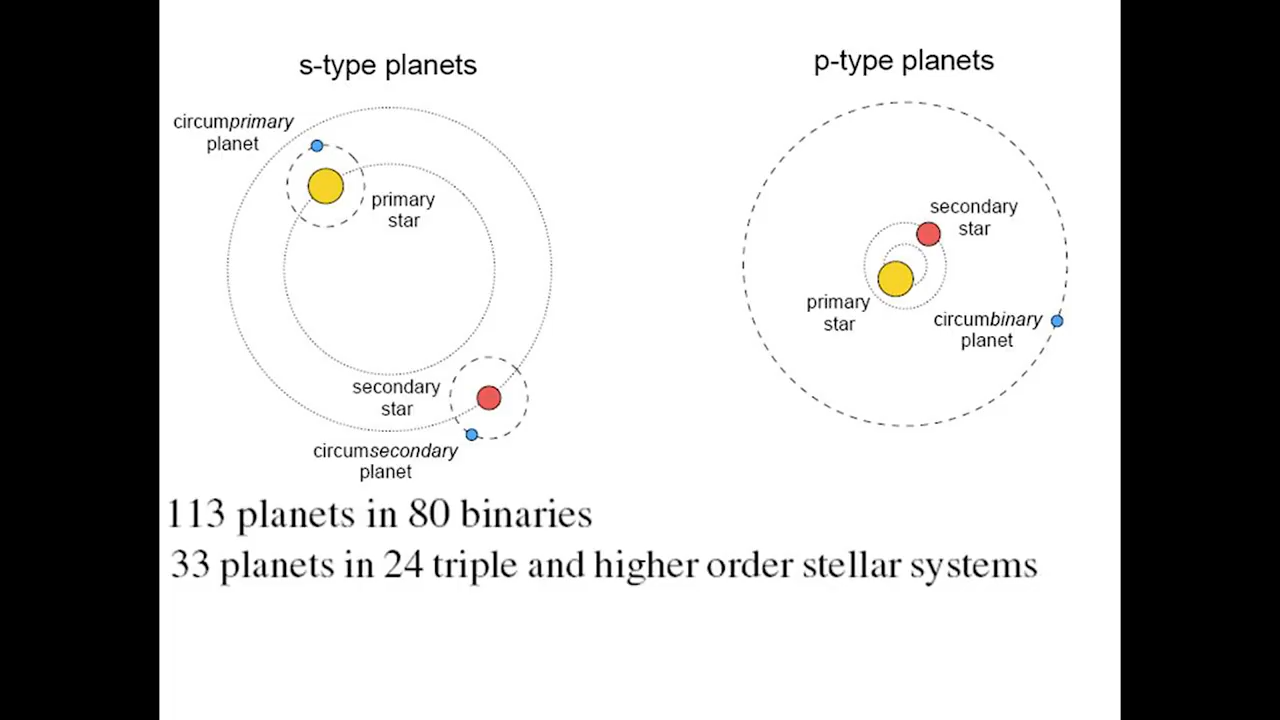 s-type planets
circumprimary
planet
primary
star
secondary
star
circumsecondary
planet
p-type planets
secondary
star
primary
star
circumbinary
planet
113 planets in 80 binaries
33 planets in 24 triple and higher order stellar systems